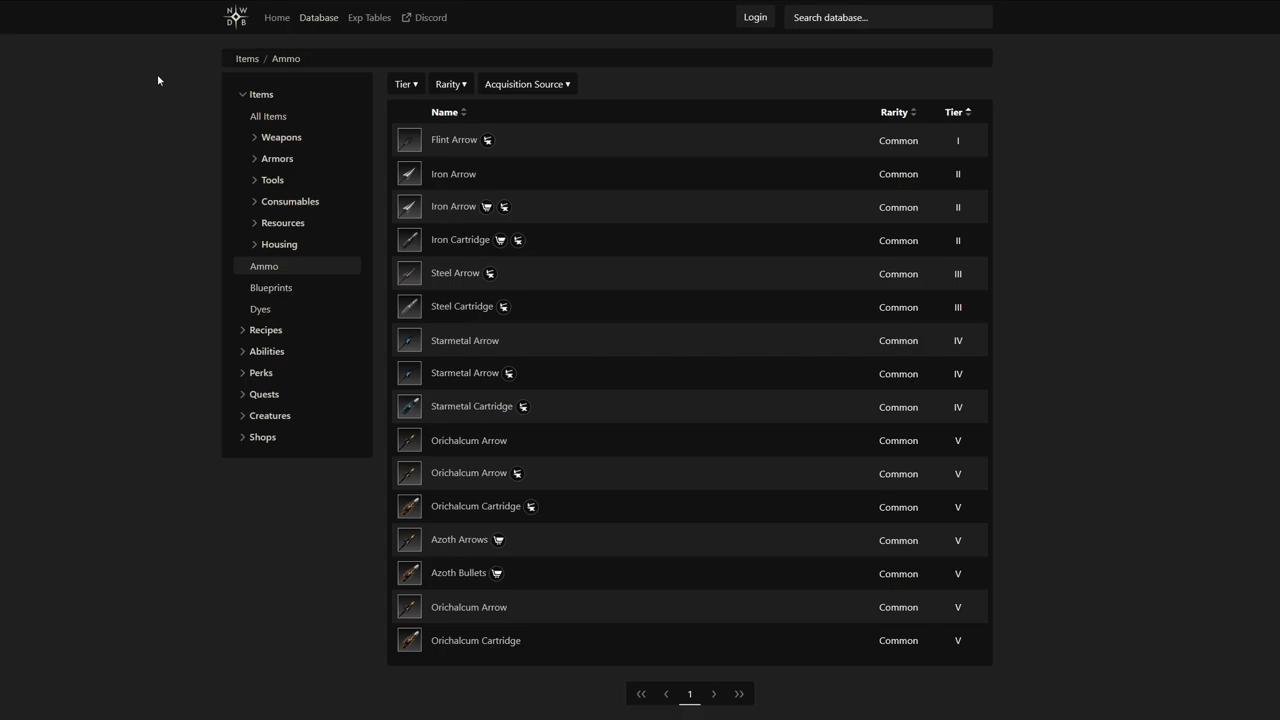 N W
D B
Home Database Exp Tables Discord Login Search database...
Items / Ammo
Items
All Items
Weapons
Armors
Tools
Consumables
Resources
Housing
Ammo
Blueprints
Dyes
Recipes
Abilities
Perks
Quests
Creatures
Shops
Tier ▾ Rarity ▾ Acquisition Source ▾
Name Rarity Tier
Flint Arrow Common I
Iron Arrow Common II
Iron Arrow Common II
Iron Cartridge Common II
Steel Arrow Common III
Steel Cartridge Common III
Starmetal Arrow Common IV
Starmetal Arrow Common IV
Starmetal Cartridge Common IV
Orichalcum Arrow Common V
Orichalcum Arrow Common V
Orichalcum Cartridge Common V
Azoth Arrows Common V
Azoth Bullets Common V
Orichalcum Arrow Common V
Orichalcum Cartridge Common V
1